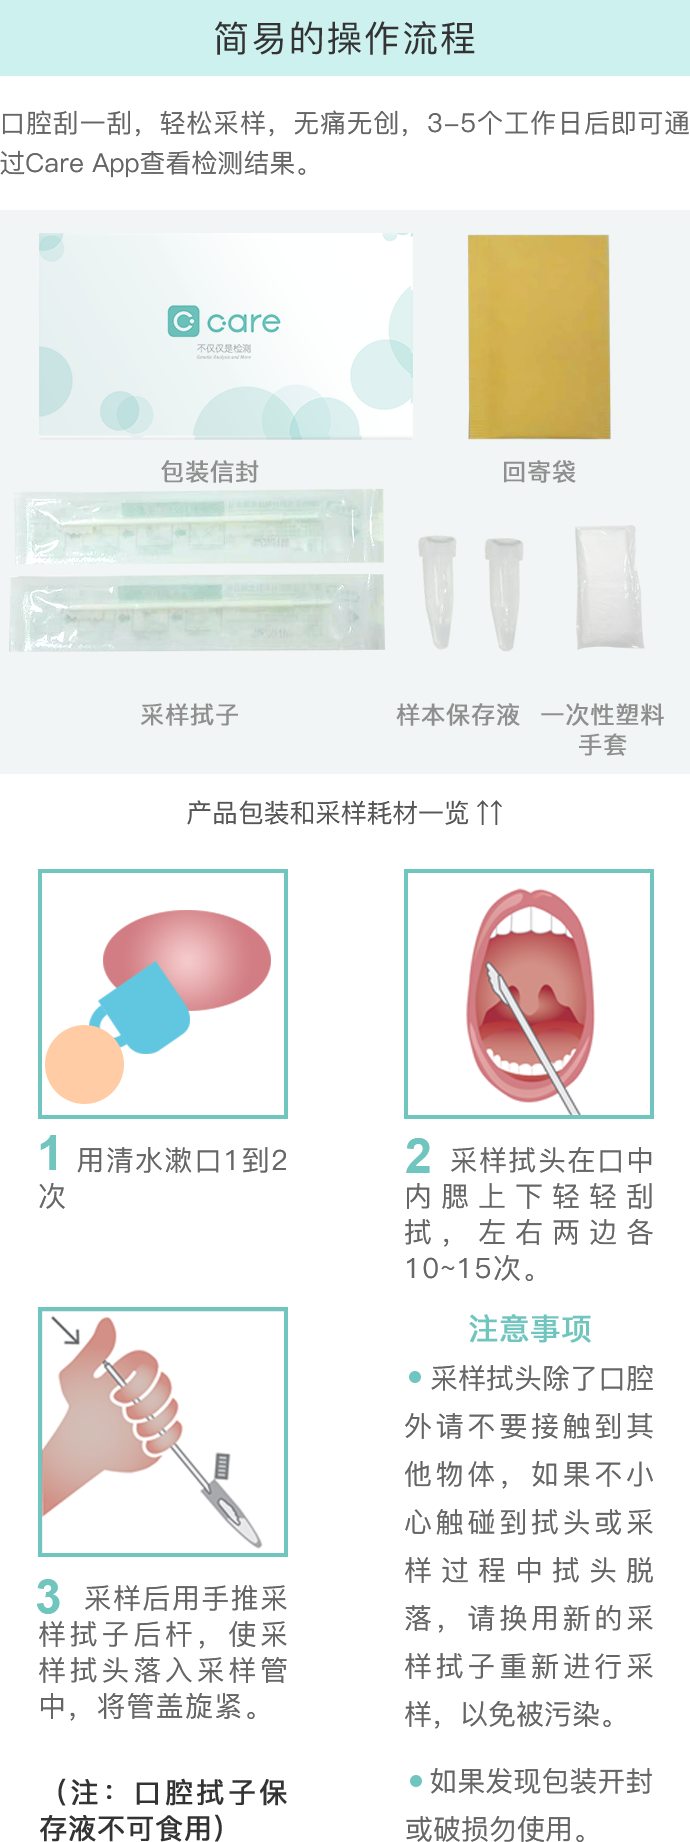 简易的操作流程
口腔刮一刮，轻松采样，无痛无创，3-5个工作日后即可通
过Care App查看检测结果。
care
不仅仅是检测
Genetic Analysis and More
包装信封
回寄袋
采样拭子
样本保存液
一次性塑料
手套
产品包装和采样耗材一览 ↑↑
1 用清水漱口1到2
次
2 采样拭头在口中
内腮上下轻轻刮
拭，左右两边各
10~15次。
3 采样后用手推采
样拭子后杆，使采
样拭头落入采样管
中，将管盖旋紧。
（注：口腔拭子保
存液不可食用）
注意事项
采样拭头除了口腔
外请不要接触到其
他物体，如果不小
心触碰到拭头或采
样过程中拭头脱
落，请换用新的采
样拭子重新进行采
样，以免被污染。
如果发现包装开封
或破损勿使用。